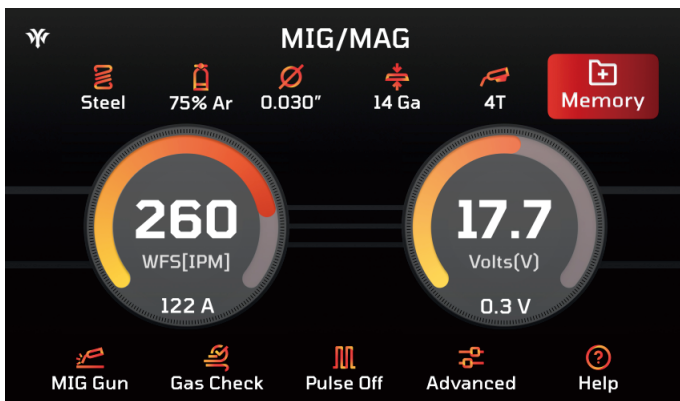 MIG/MAG
Steel
75% Ar
0.030"
14 Ga
4T
Memory
260
WFS[IPM]
122 A
17.7
Volts(V)
0.3 V
MIG Gun
Gas Check
Pulse Off
Advanced
Help